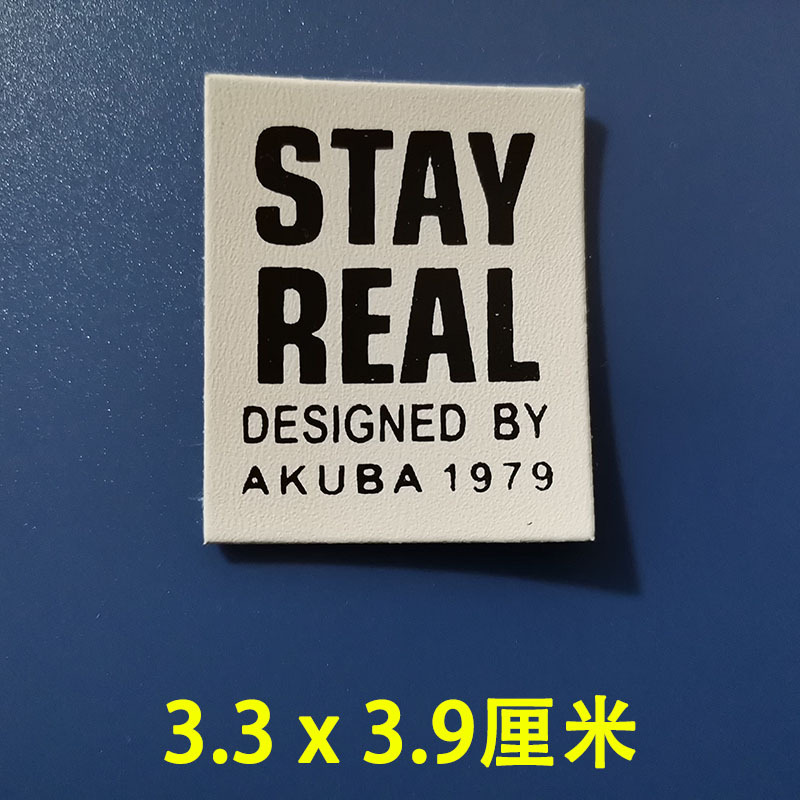 STAY
REAL
DESIGNED BY
AKUBA 1979
3.3 x 3.9厘米